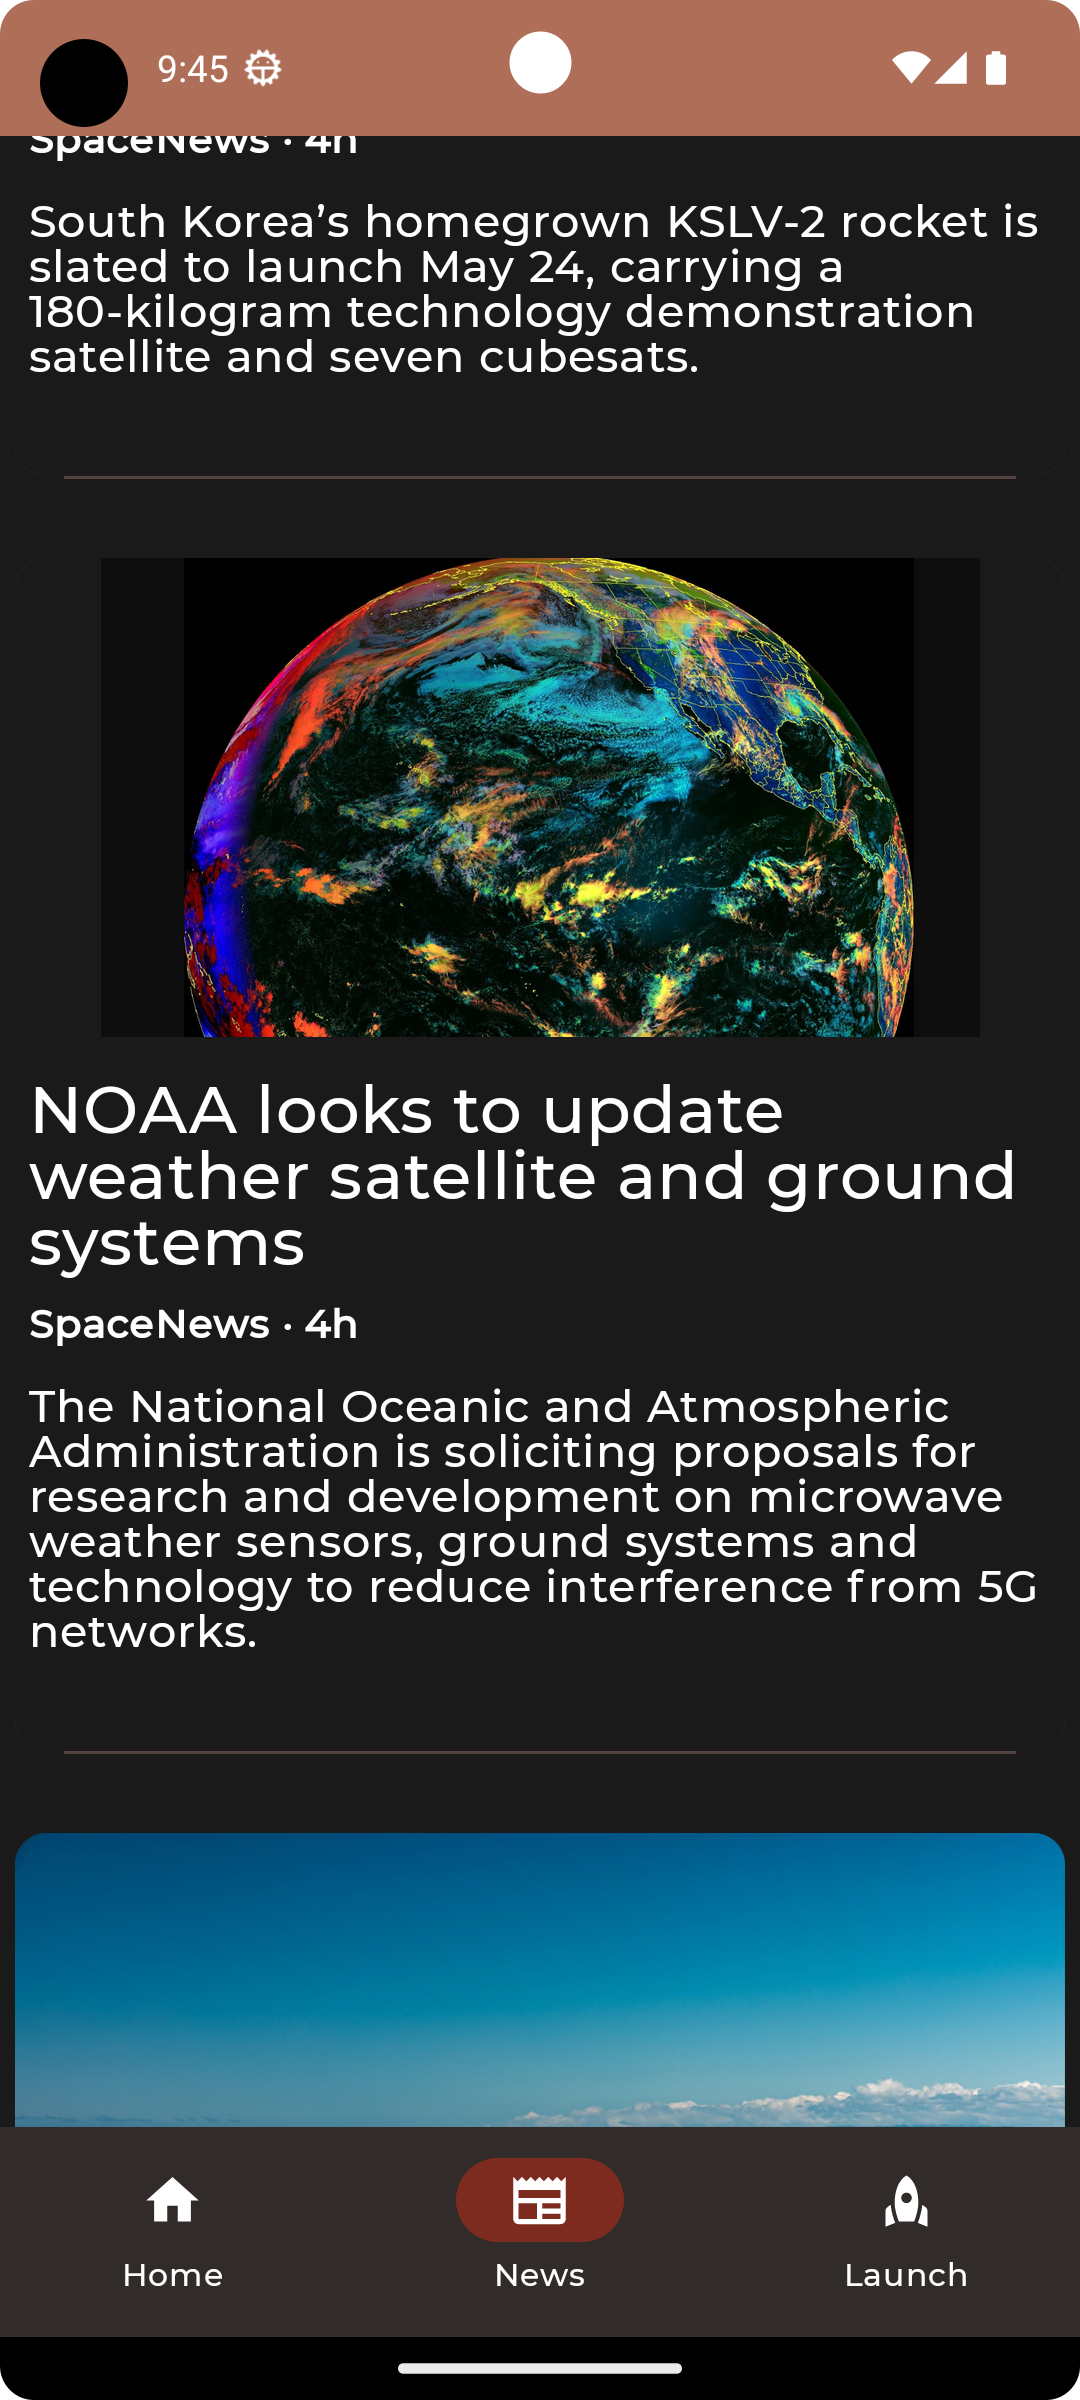 9:45
SpaceNews · 4h
South Korea’s homegrown KSLV-2 rocket is
slated to launch May 24, carrying a
180-kilogram technology demonstration
satellite and seven cubesats.
NOAA looks to update
weather satellite and ground
systems
SpaceNews · 4h
The National Oceanic and Atmospheric
Administration is soliciting proposals for
research and development on microwave
weather sensors, ground systems and
technology to reduce interference from 5G
networks.
Home
News
Launch